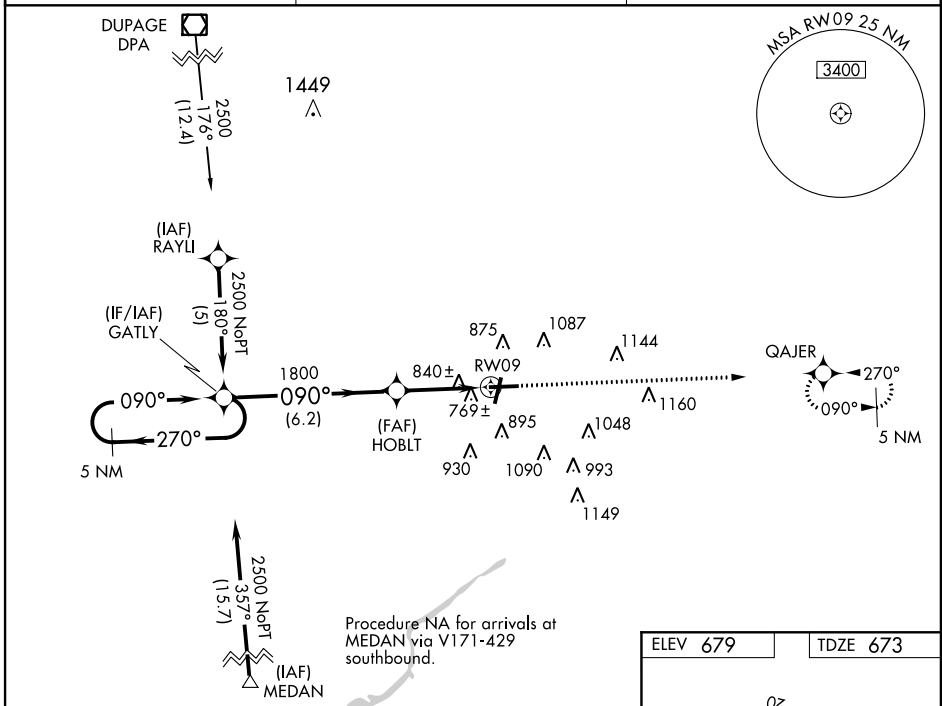 DUPAGE
DPA
2500
176°
(12.4)
1449
MSA RW09 25 NM
3400
(IAF)
RAYLI
2500 NoPT
180°
(5)
(IF/IAF)
GATLY
1800
090°
(6.2)
090°
270°
5 NM
(FAF)
HOBLT
840±
769±
RW09
875
1087
1144
1160
895
1048
930
1090
993
1149
QAJER
270°
090°
5 NM
2500 NoPT
357°
(15.7)
(IAF)
MEDAN
Procedure NA for arrivals at
MEDAN via V171-429
southbound.
ELEV 679
TDZE 673